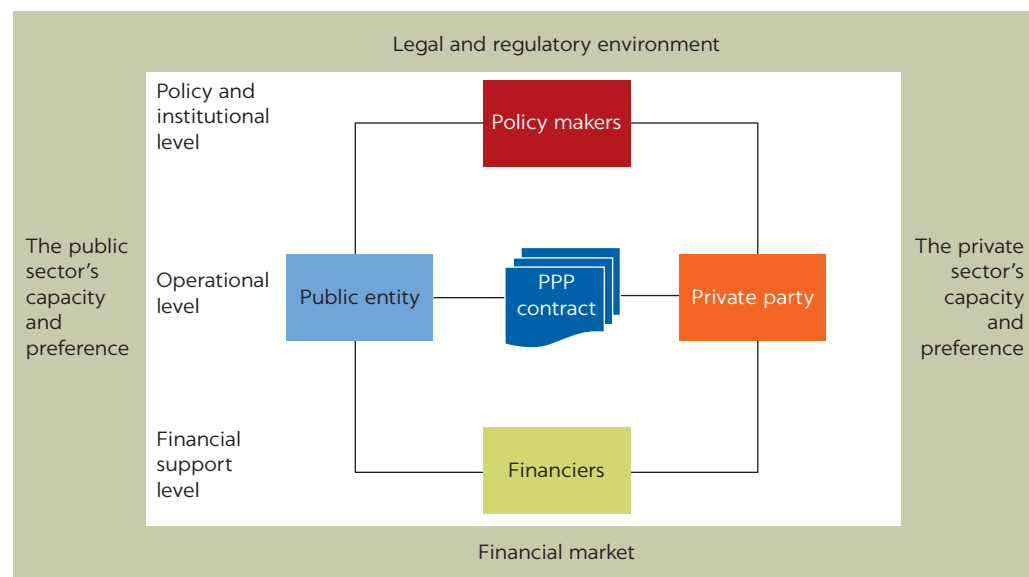 Legal and regulatory environment
Policy and
institutional
level
Policy makers
The public
sector’s
capacity
and
preference
Operational
level
Public entity
PPP
contract
Private party
The private
sector’s
capacity
and
preference
Financial
support
level
Financiers
Financial market